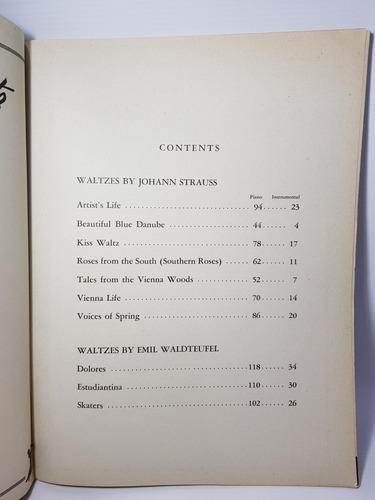 CONTENTS
WALTZES BY JOHANN STRAUSS
Piano Instrumental
Artist's Life 94 23
Beautiful Blue Danube 44 4
Kiss Waltz 78 17
Roses from the South (Southern Roses) 62 11
Tales from the Vienna Woods 52 7
Vienna Life 70 14
Voices of Spring 86 20
WALTZES BY EMIL WALDTEUFEL
Dolores 118 34
Estudiantina 110 30
Skaters 102 26